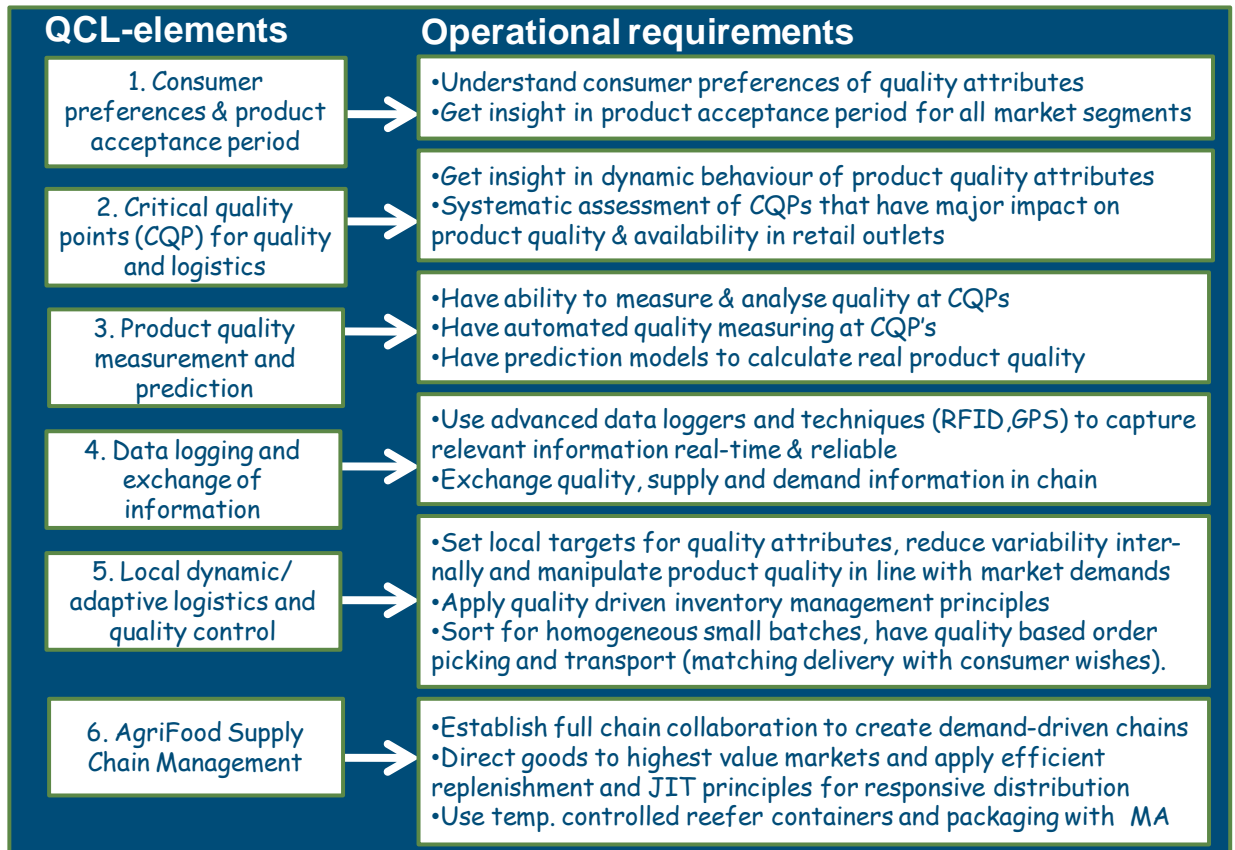 QCL-elements
Operational requirements
1. Consumer
preferences & product
acceptance period
•Understand consumer preferences of quality attributes
•Get insight in product acceptance period for all market segments
2. Critical quality
points (CQP) for quality
and logistics
•Get insight in dynamic behaviour of product quality attributes
•Systematic assessment of CQPs that have major impact on
product quality & availability in retail outlets
3. Product quality
measurement and
prediction
•Have ability to measure & analyse quality at CQPs
•Have automated quality measuring at CQP's
•Have prediction models to calculate real product quality
4. Data logging and
exchange of
information
•Use advanced data loggers and techniques (RFID,GPS) to capture
relevant information real-time & reliable
•Exchange quality, supply and demand information in chain
5. Local dynamic/
adaptive logistics and
quality control
•Set local targets for quality attributes, reduce variability inter-
nally and manipulate product quality in line with market demands
•Apply quality driven inventory management principles
•Sort for homogeneous small batches, have quality based order
picking and transport (matching delivery with consumer wishes).
6. AgriFood Supply
Chain Management
•Establish full chain collaboration to create demand-driven chains
•Direct goods to highest value markets and apply efficient
replenishment and JIT principles for responsive distribution
•Use temp. controlled reefer containers and packaging with MA